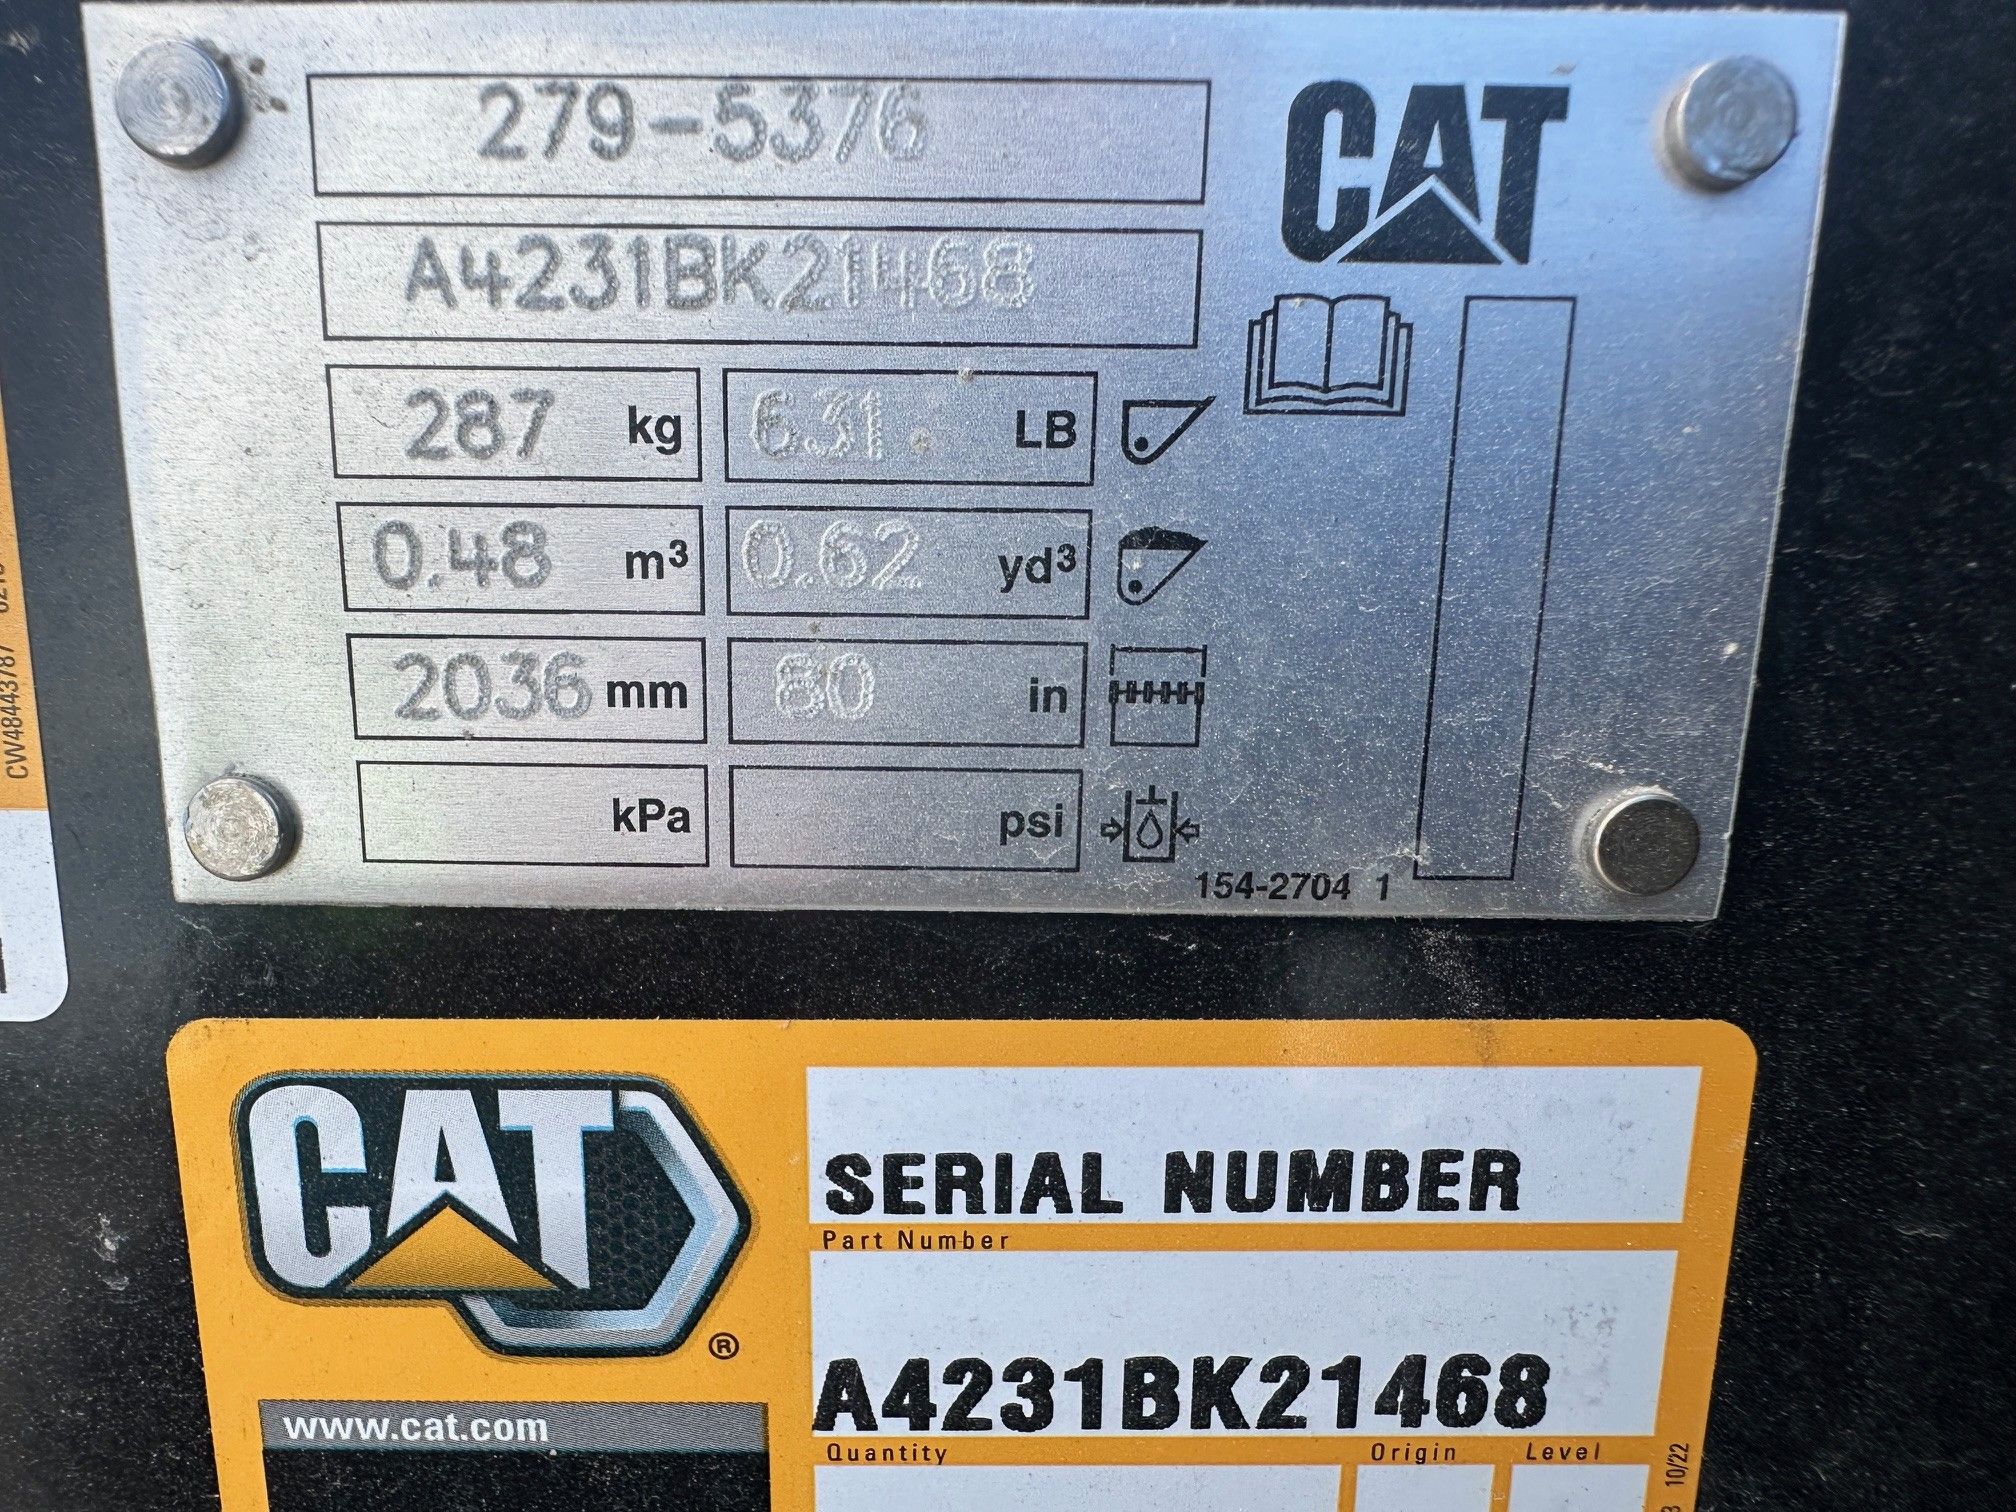 279-5376
CAT
A4231BK21468
287 kg 631. LB
0.48 m³ 0.62 yd³
2036 mm 80 in
kPa psi
154-2704 1
CW48443787
CAT®
SERIAL NUMBER
Part Number
A4231BK21468
www.cat.com
Quantity Origin Level
10/22